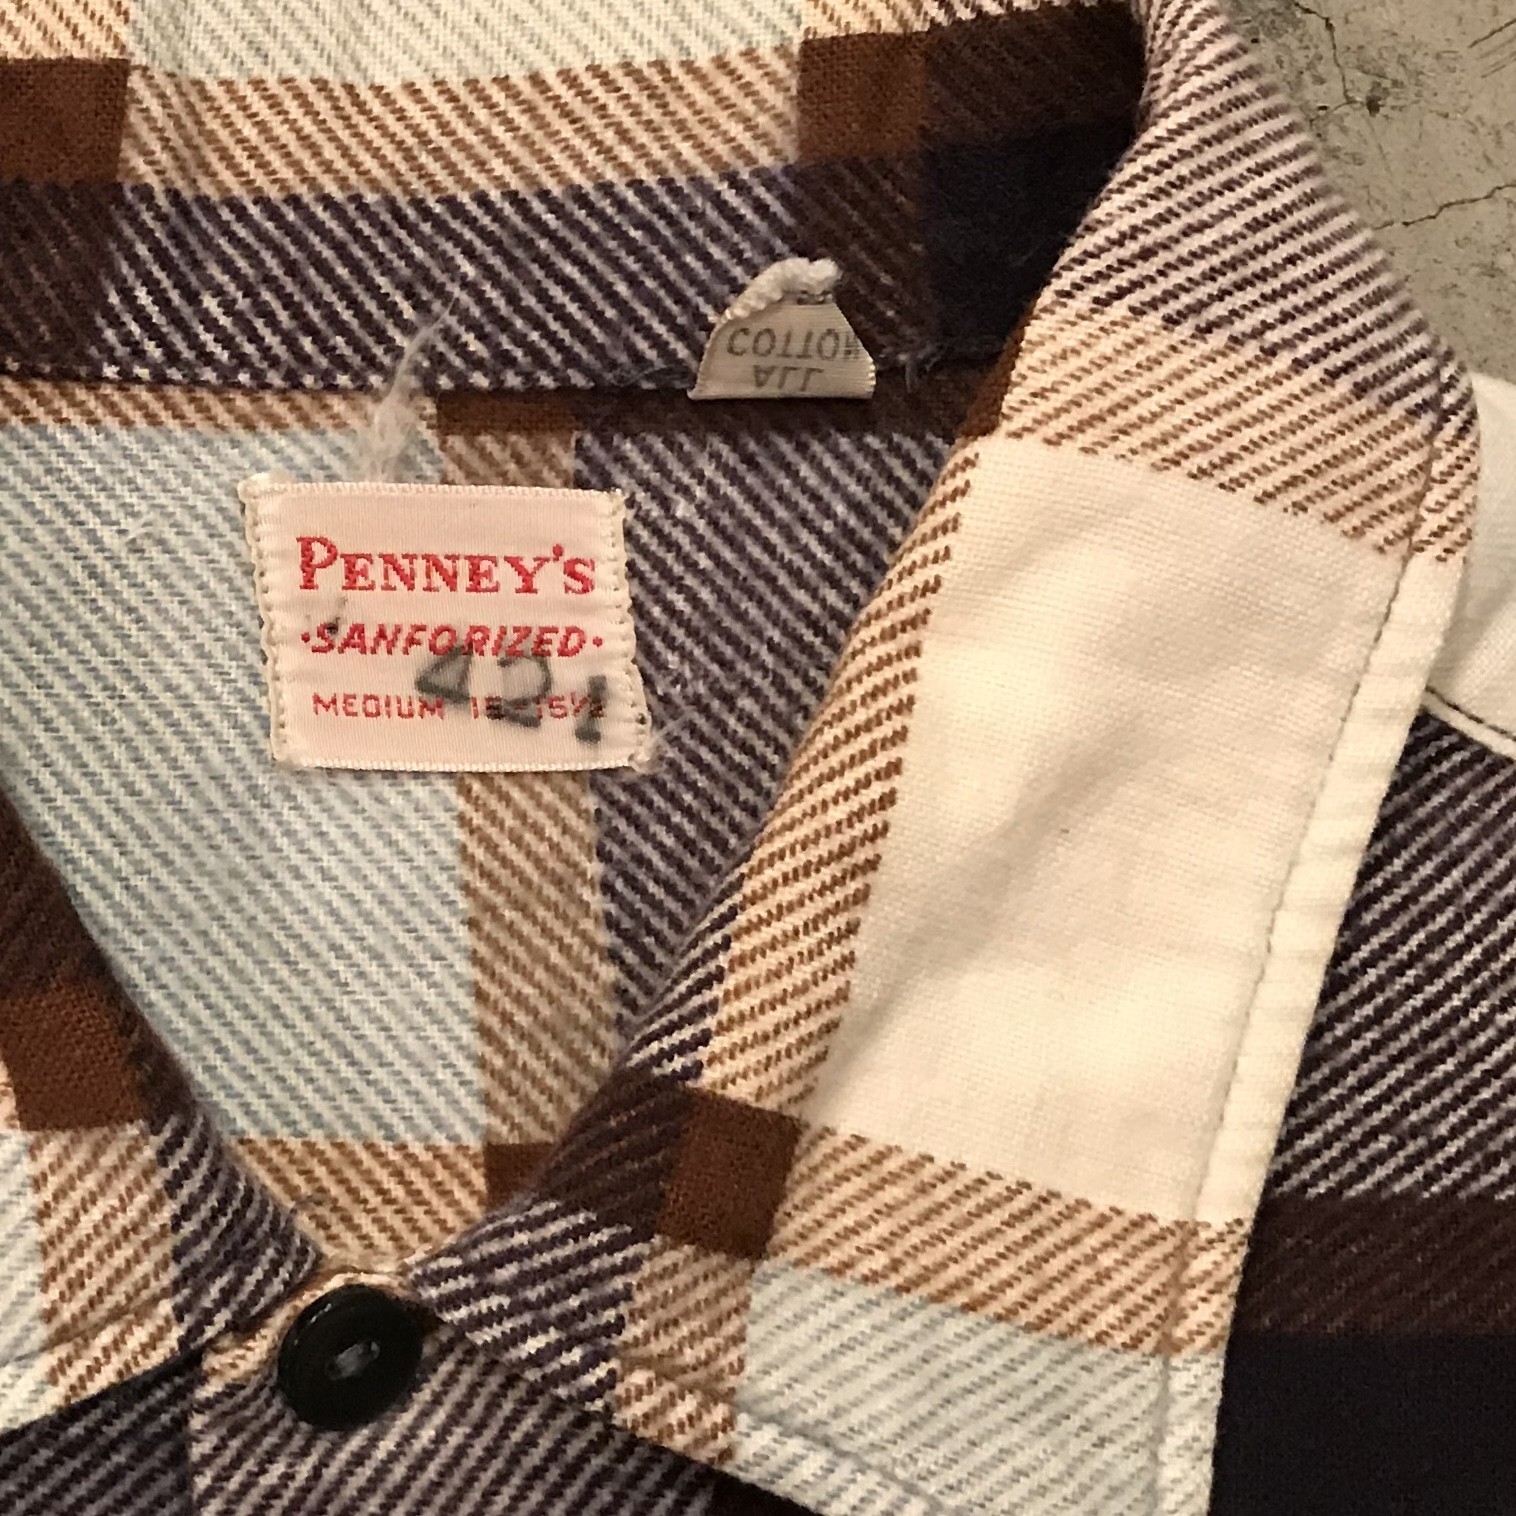 ALL
COTTON
PENNEY'S
•SANFORIZED•
MEDIUM 15-15½
421